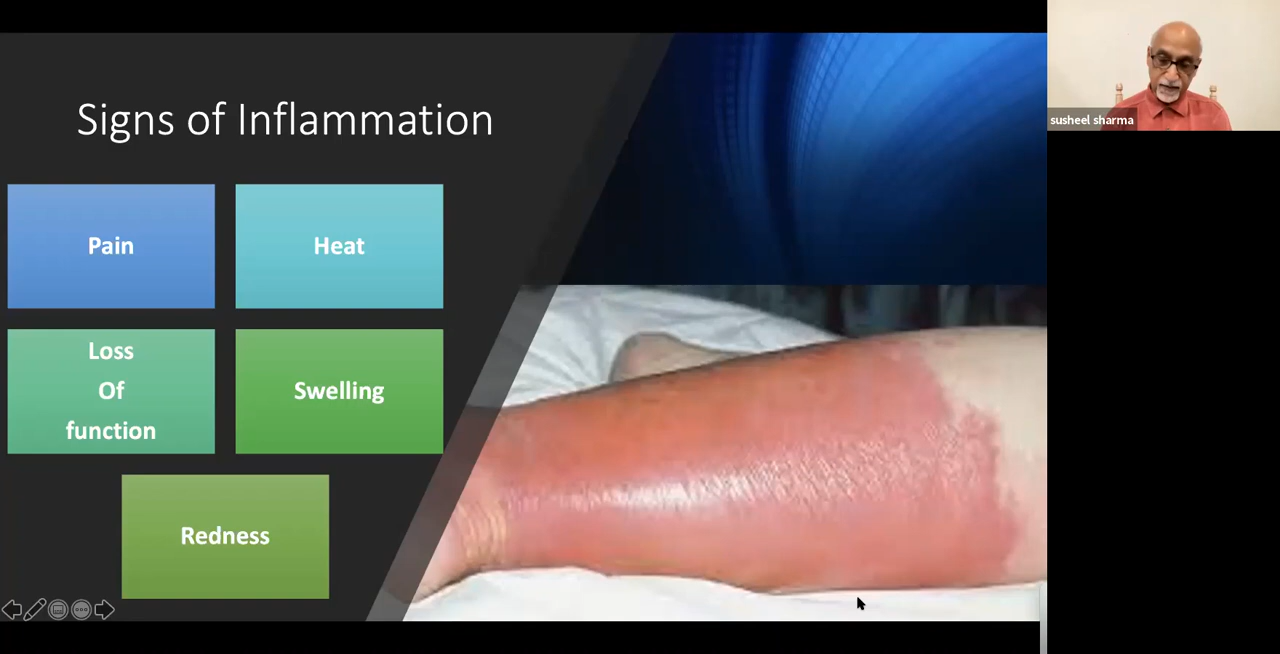 Signs of Inflammation
Pain
Heat
Loss
Of
function
Swelling
Redness
susheel sharma